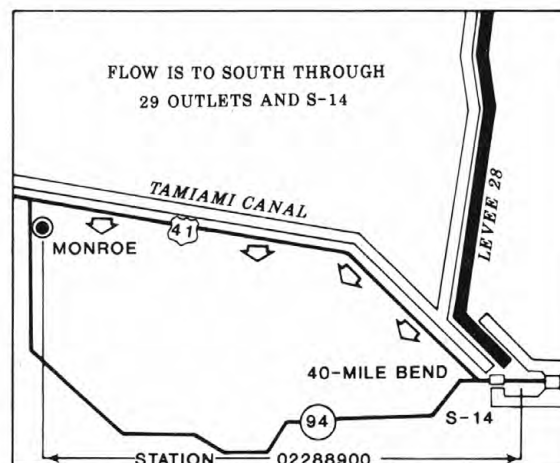 FLOW IS TO SOUTH THROUGH
29 OUTLETS AND S-14
TAMIAMI CANAL
41
LEVEE 28
MONROE
40-MILE BEND
94
S-14
STATION 02288900